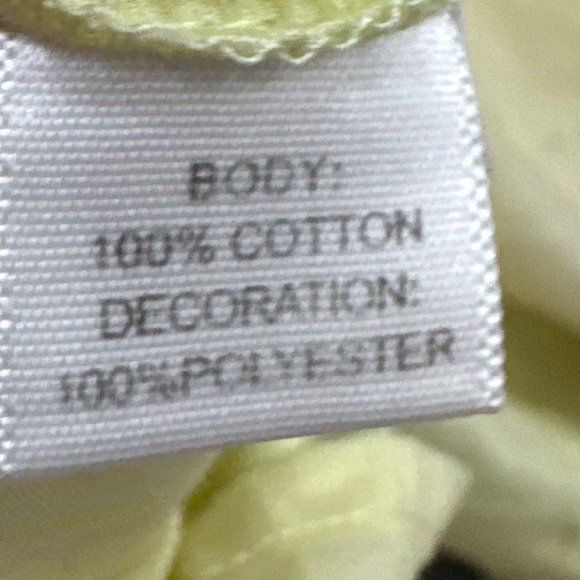 BODY:
100% COTTON
DECORATION:
100%POLYESTER